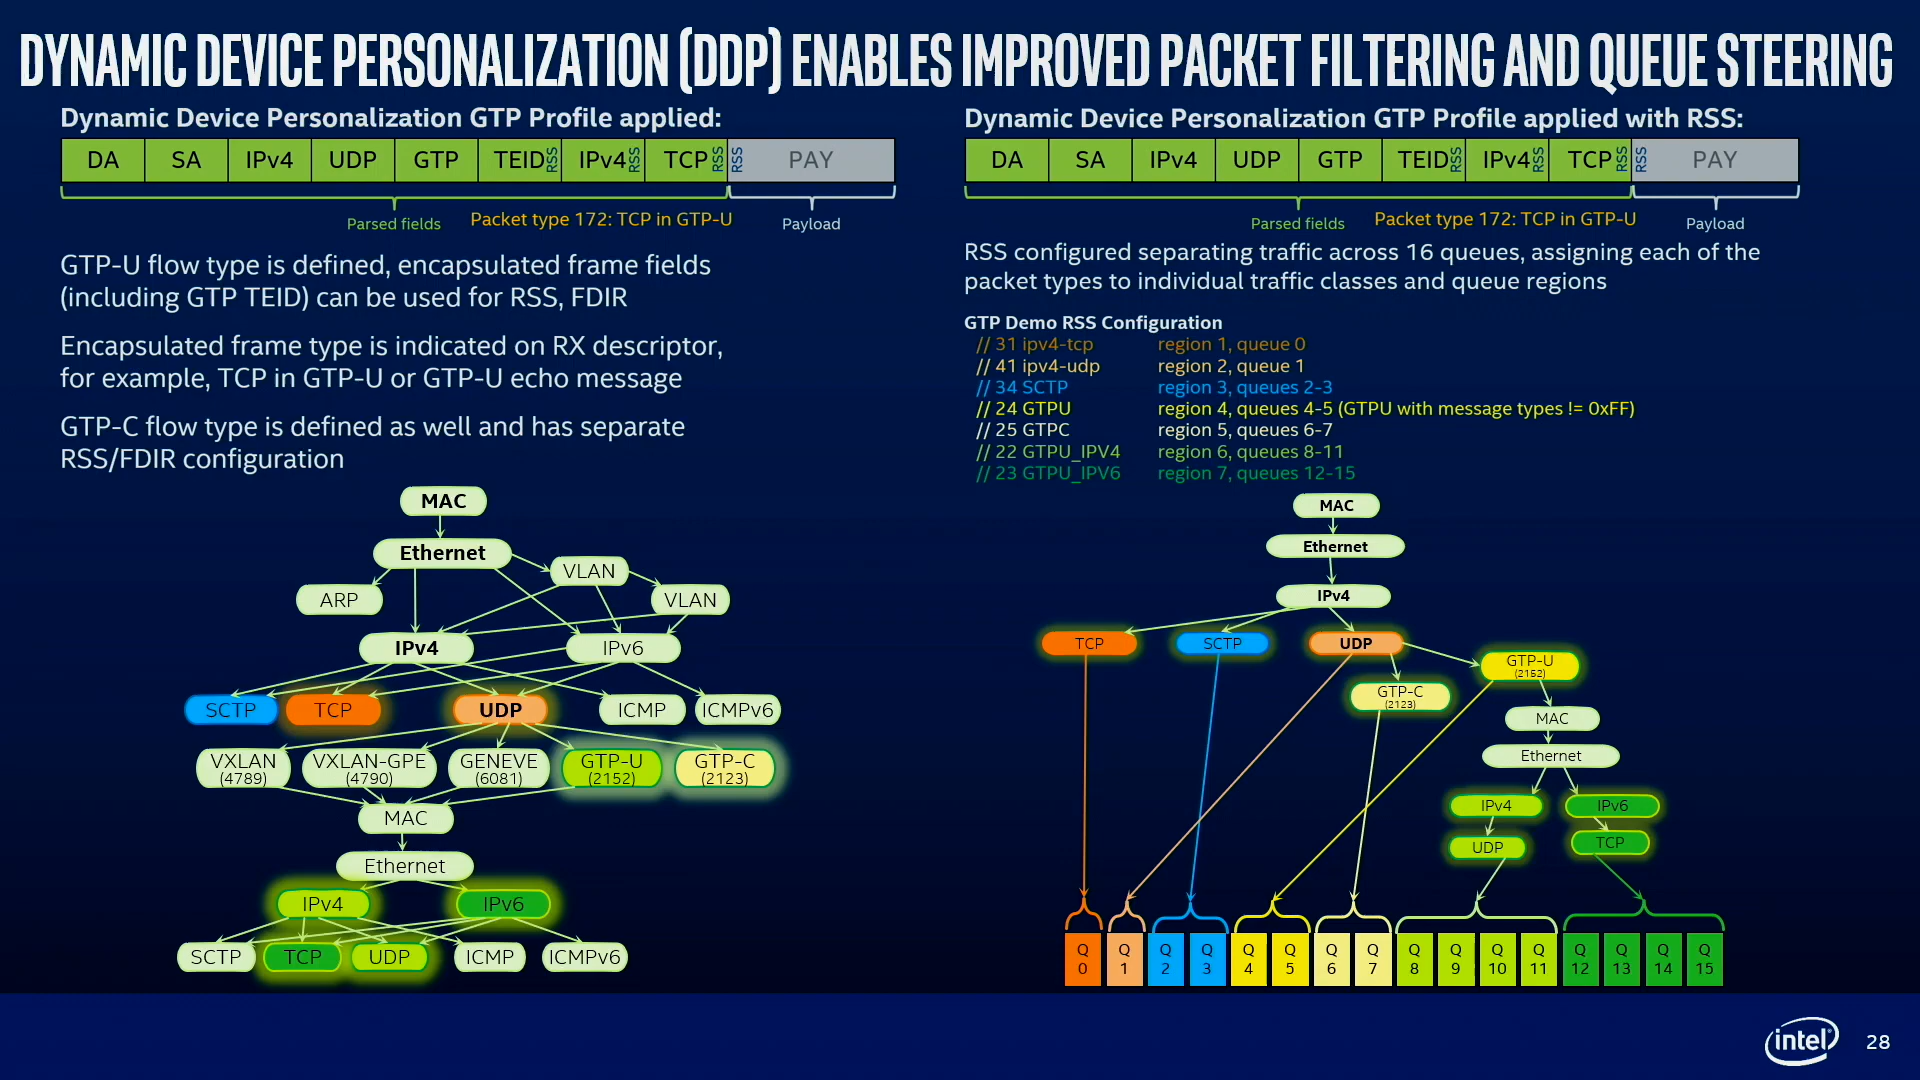 DYNAMIC DEVICE PERSONALIZATION (DDP) ENABLES IMPROVED PACKET FILTERING AND QUEUE STEERING
Dynamic Device Personalization GTP Profile applied:
DA SA IPv4 UDP GTP TEID RSS IPv4 RSS TCP RSS RSS PAY
Parsed fields Packet type 172: TCP in GTP-U Payload
GTP-U flow type is defined, encapsulated frame fields
(including GTP TEID) can be used for RSS, FDIR
Encapsulated frame type is indicated on RX descriptor,
for example, TCP in GTP-U or GTP-U echo message
GTP-C flow type is defined as well and has separate
RSS/FDIR configuration
MAC
Ethernet
VLAN
ARP
VLAN
IPv4 IPv6
SCTP TCP UDP ICMP ICMPv6
VXLAN VXLAN-GPE GENEVE GTP-U GTP-C
(4789) (4790) (6081) (2152) (2123)
MAC
Ethernet
IPv4 IPv6
SCTP TCP UDP ICMP ICMPv6
Dynamic Device Personalization GTP Profile applied with RSS:
DA SA IPv4 UDP GTP TEID RSS IPv4 RSS TCP RSS RSS PAY
Parsed fields Packet type 172: TCP in GTP-U Payload
RSS configured separating traffic across 16 queues, assigning each of the
packet types to individual traffic classes and queue regions
GTP Demo RSS Configuration
// 31 ipv4-tcp region 1, queue 0
// 41 ipv4-udp region 2, queue 1
// 34 SCTP region 3, queues 2-3
// 24 GTPU region 4, queues 4-5 (GTPU with message types != 0xFF)
// 25 GTPC region 5, queues 6-7
// 22 GTPU_IPV4 region 6, queues 8-11
// 23 GTPU_IPV6 region 7, queues 12-15
MAC
Ethernet
IPv4
TCP SCTP UDP
GTP-U
(2152)
GTP-C
(2123)
MAC
Ethernet
IPv4 IPv6
UDP TCP
Q Q Q Q Q Q Q Q Q Q Q Q Q Q Q Q
0 1 2 3 4 5 6 7 8 9 10 11 12 13 14 15
intel 28